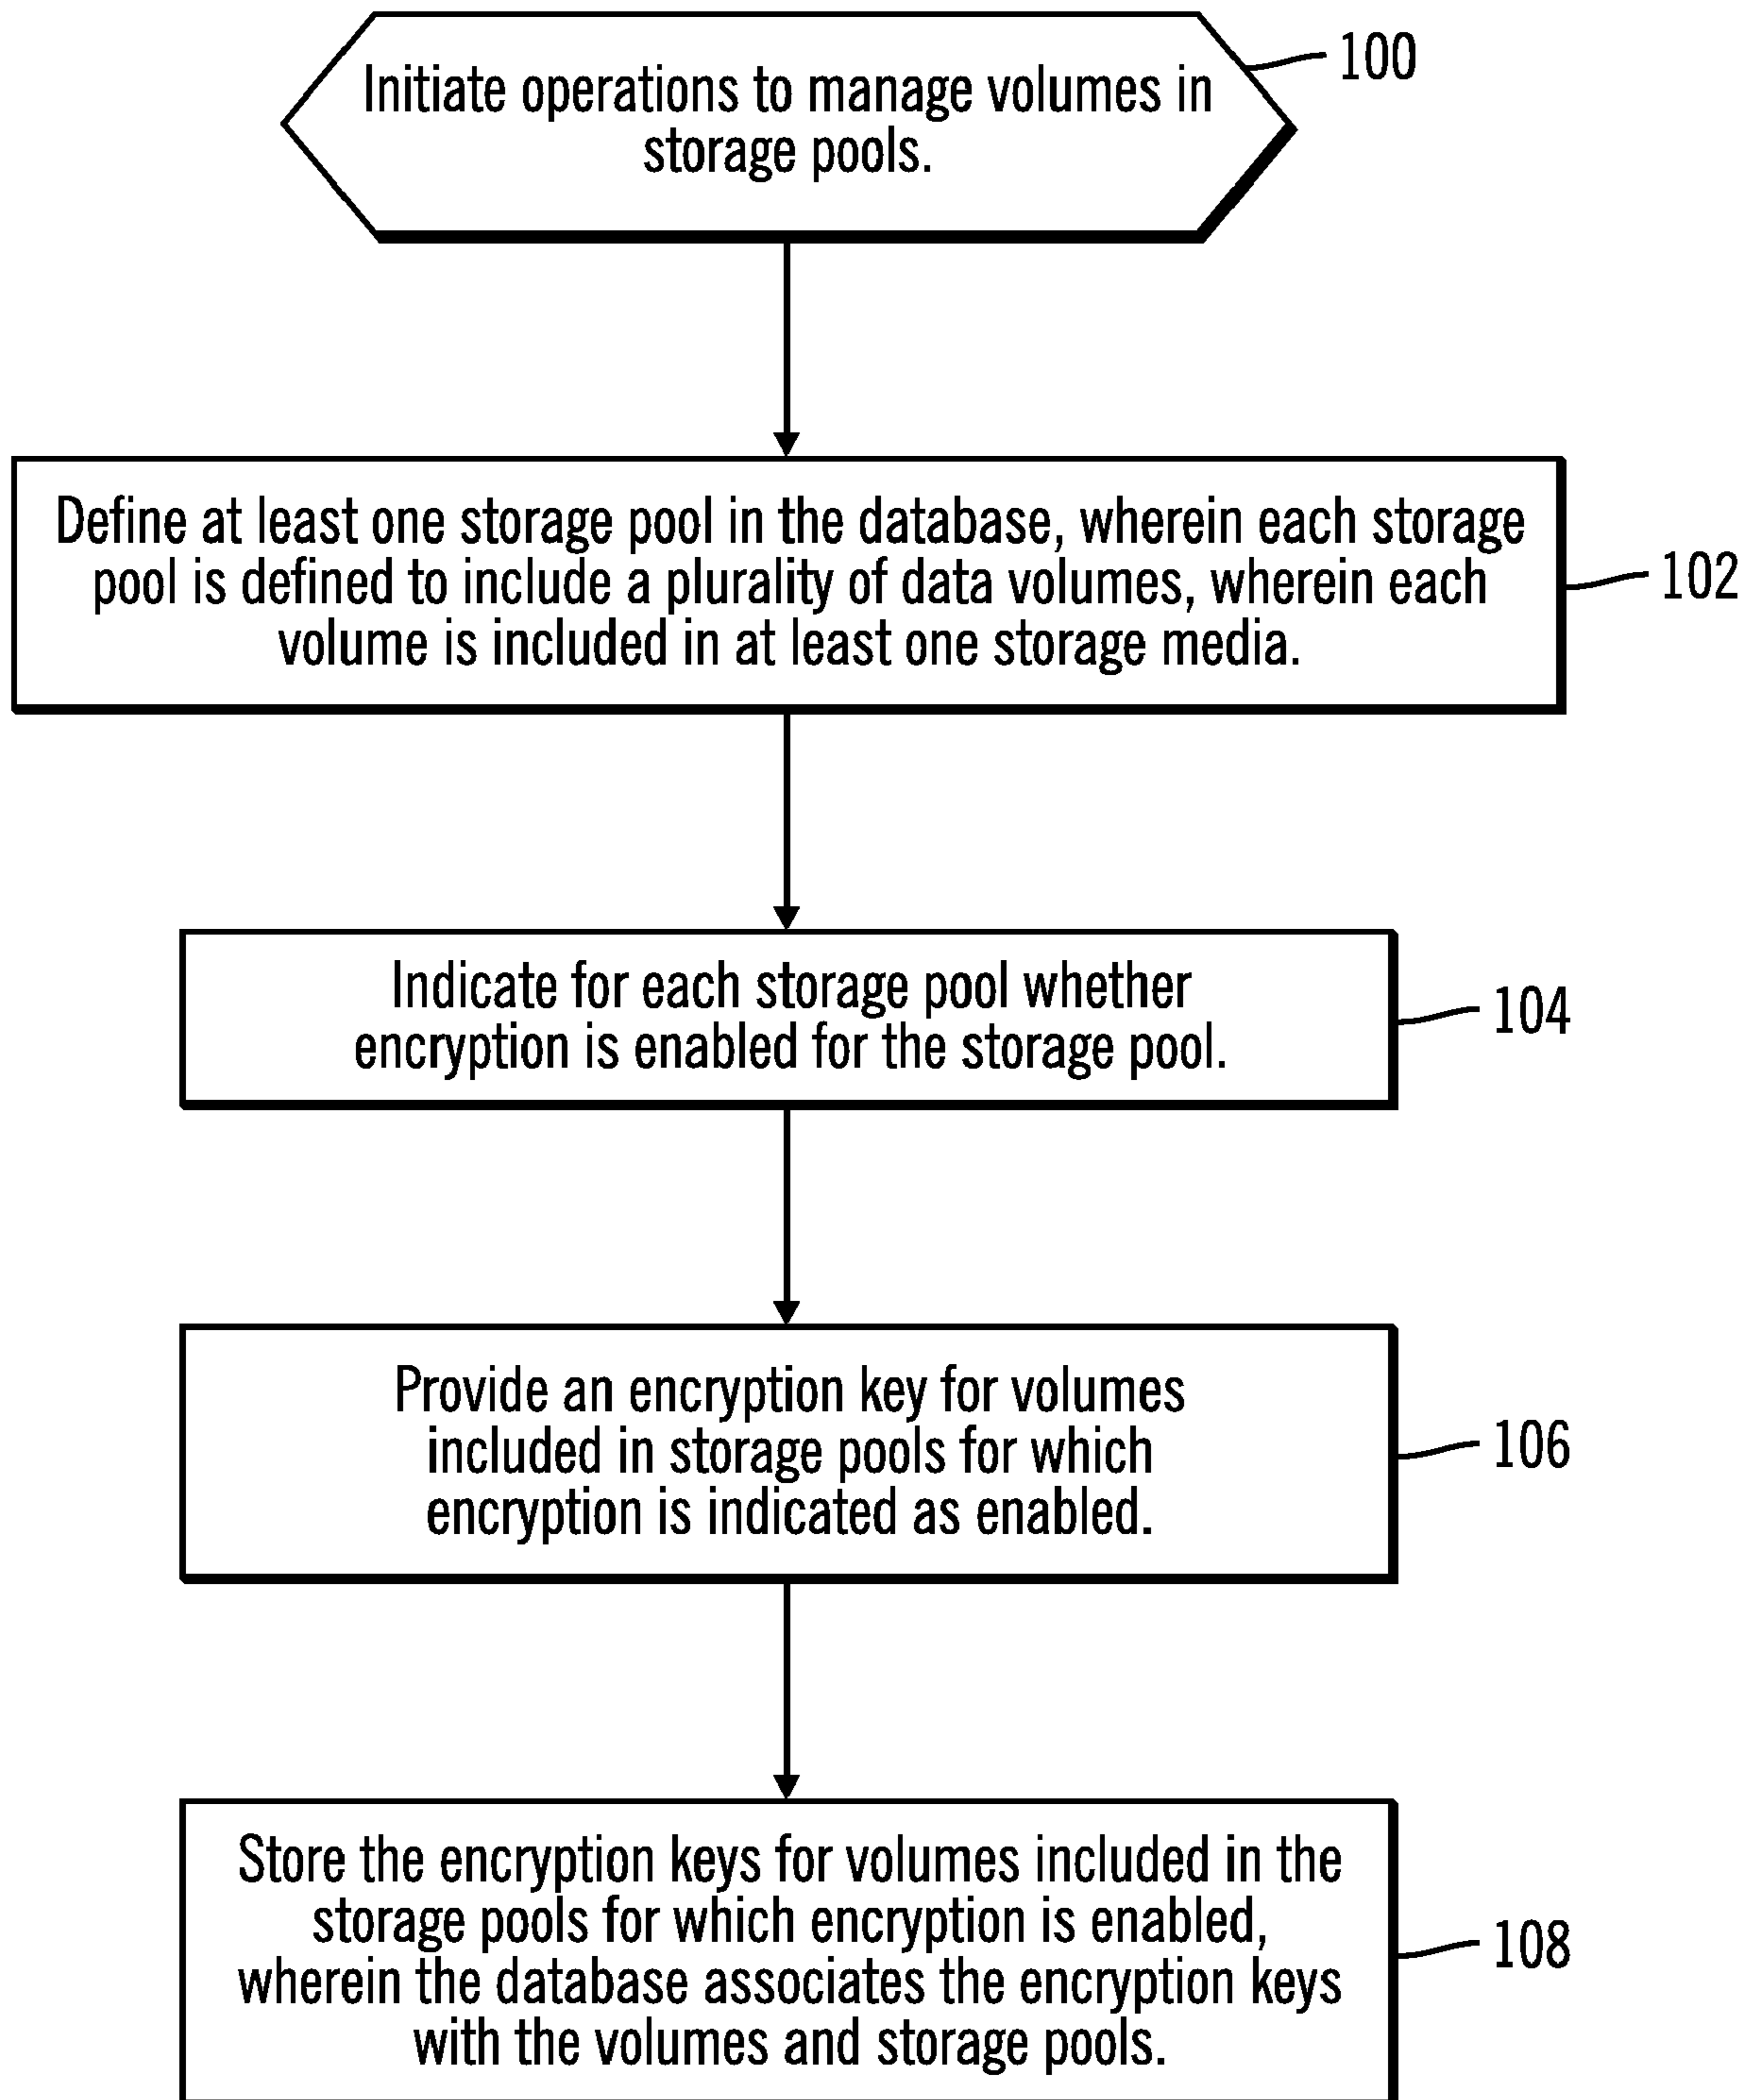 Initiate operations to manage volumes in
storage pools.
100
Define at least one storage pool in the database, wherein each storage
pool is defined to include a plurality of data volumes, wherein each
volume is included in at least one storage media.
102
Indicate for each storage pool whether
encryption is enabled for the storage pool.
104
Provide an encryption key for volumes
included in storage pools for which
encryption is indicated as enabled.
106
Store the encryption keys for volumes included in the
storage pools for which encryption is enabled,
wherein the database associates the encryption keys
with the volumes and storage pools.
108